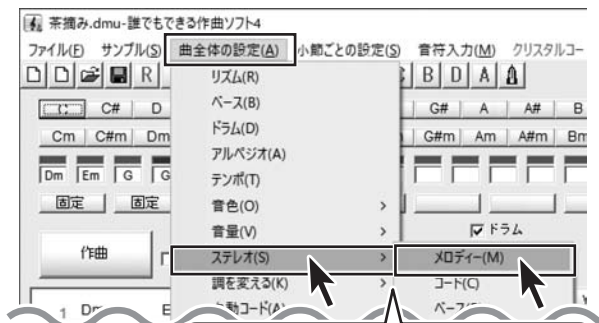 茶摘み.dmu-誰でもできる作曲ソフト4
ファイル(F) サンプル(S) 曲全体の設定(A) 小節ごとの設定(S) 音符入力(M) クリスタルコー
R B D A
リズム(R)
C C# D G# A A# B
ベース(B)
Cm C#m Dm G#m Am A#m Bm
ドラム(D)
アルペジオ(A)
Dm Em G G
テンポ(T)
固定 固定 音色(O) >
音量(V) > ドラム
作曲 ステレオ(S) > メロディー(M)
調を変える(K) > コード(C)
1 Dm